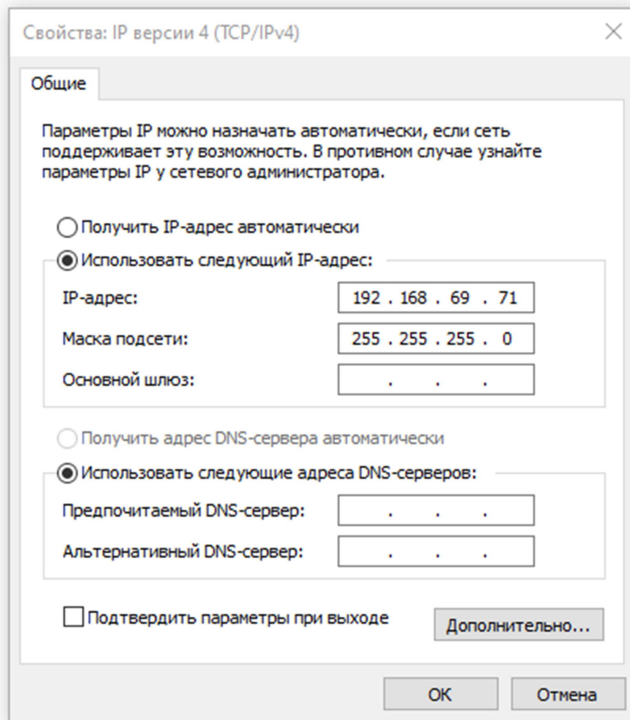 Свойства: IP версии 4 (TCP/IPv4)
Общие
Параметры IP можно назначать автоматически, если сеть
поддерживает эту возможность. В противном случае узнайте
параметры IP у сетевого администратора.
Получить IP-адрес автоматически
Использовать следующий IP-адрес:
IP-адрес: 192 . 168 . 69 . 71
Маска подсети: 255 . 255 . 255 . 0
Основной шлюз: . . .
Получить адрес DNS-сервера автоматически
Использовать следующие адреса DNS-серверов:
Предпочитаемый DNS-сервер: . . .
Альтернативный DNS-сервер: . . .
Подтвердить параметры при выходе
Дополнительно...
ОК Отмена